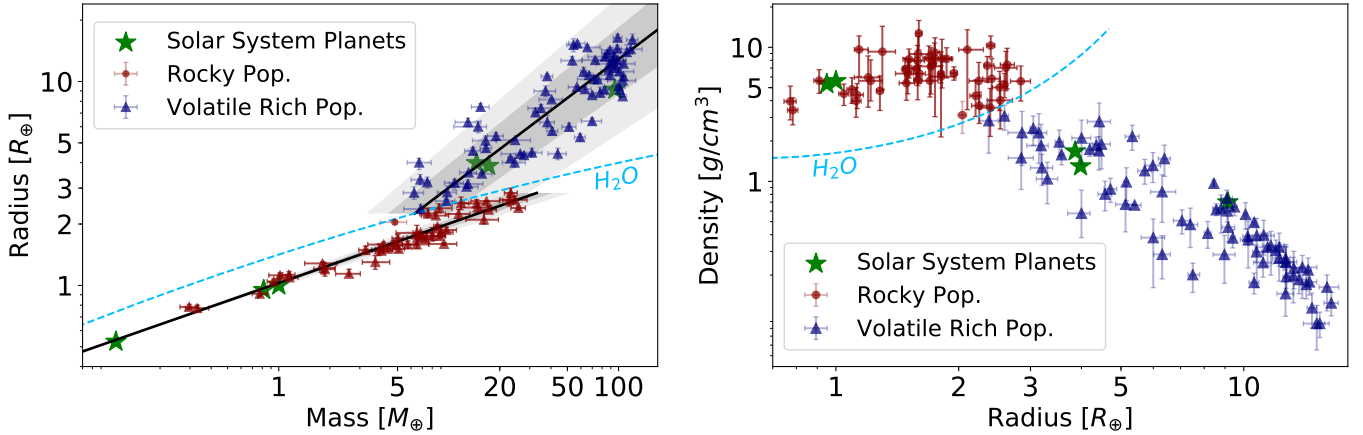 Radius [R⊕]
10
5
3
2
1
Solar System Planets
Rocky Pop.
Volatile Rich Pop.
H₂O
1
5
10
20
50
100
Mass [M⊕]
Density [g/cm³]
10
5
1
H₂O
Solar System Planets
Rocky Pop.
Volatile Rich Pop.
1
2
3
4
5
10
Radius [R⊕]